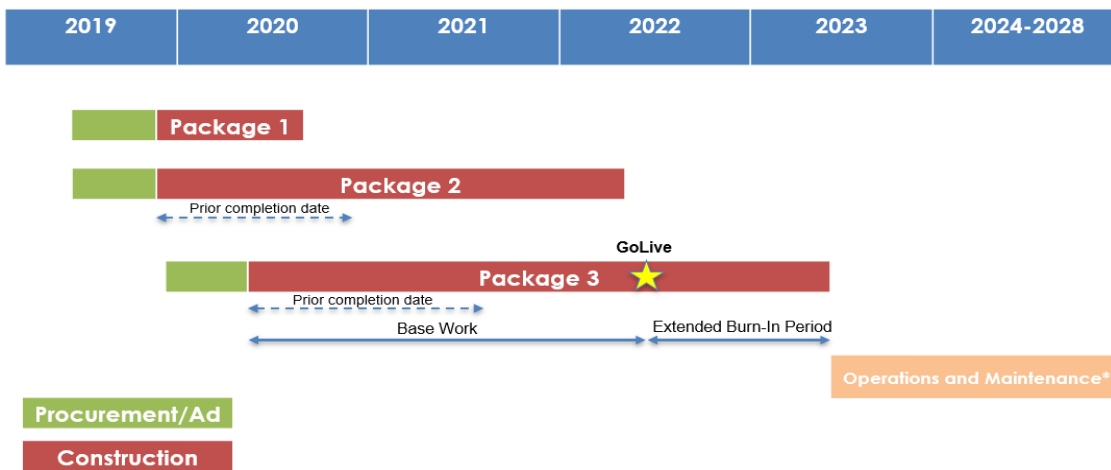 2019 2020 2021 2022 2023 2024-2028
Package 1
Package 2
Prior completion date
GoLive
Package 3
Prior completion date
Base Work Extended Burn-In Period
Operations and Maintenance*
Procurement/Ad
Construction